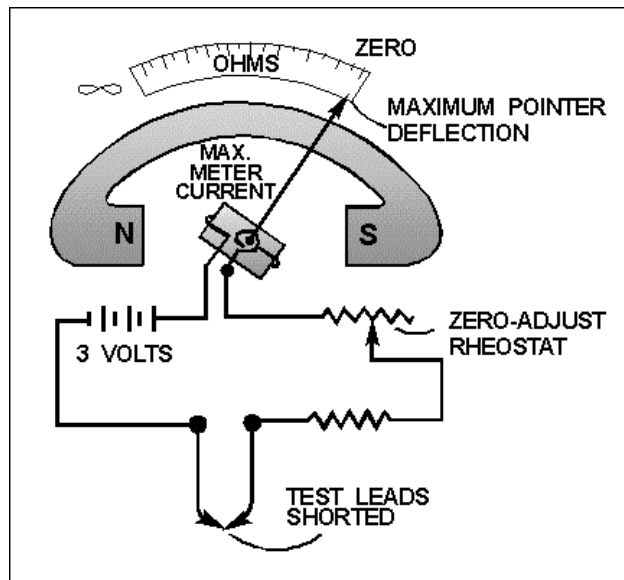 ZERO
OHMS
∞
MAXIMUM POINTER
DEFLECTION
MAX.
METER
CURRENT
N
S
3 VOLTS
ZERO-ADJUST
RHEOSTAT
TEST LEADS
SHORTED